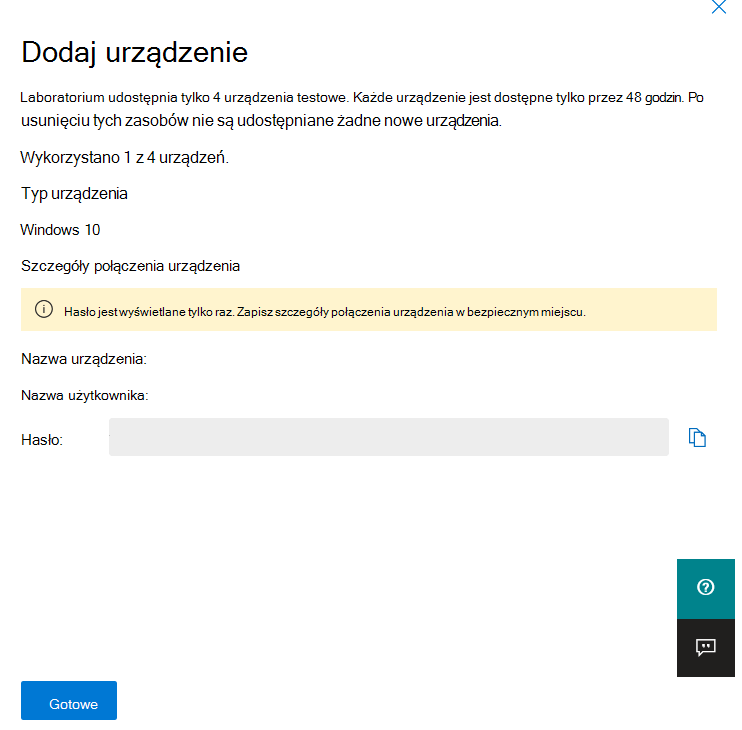 Dodaj urządzenie
Laboratorium udostępnia tylko 4 urządzenia testowe. Każde urządzenie jest dostępne tylko przez 48 godzin. Po
usunięciu tych zasobów nie są udostępniane żadne nowe urządzenia.
Wykorzystano 1 z 4 urządzeń.
Typ urządzenia
Windows 10
Szczegóły połączenia urządzenia
Hasło jest wyświetlane tylko raz. Zapisz szczegóły połączenia urządzenia w bezpiecznym miejscu.
Nazwa urządzenia:
Nazwa użytkownika:
Hasło:
Gotowe